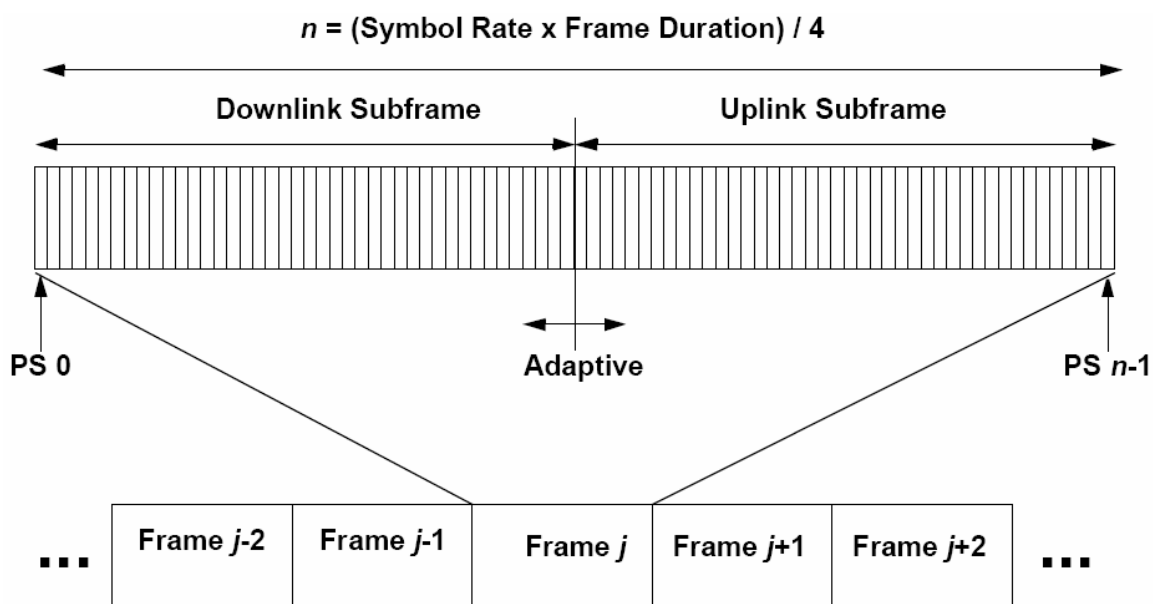 n = (Symbol Rate x Frame Duration) / 4
Downlink Subframe Uplink Subframe
PS 0 Adaptive PS n-1
... Frame j-2 Frame j-1 Frame j Frame j+1 Frame j+2 ...